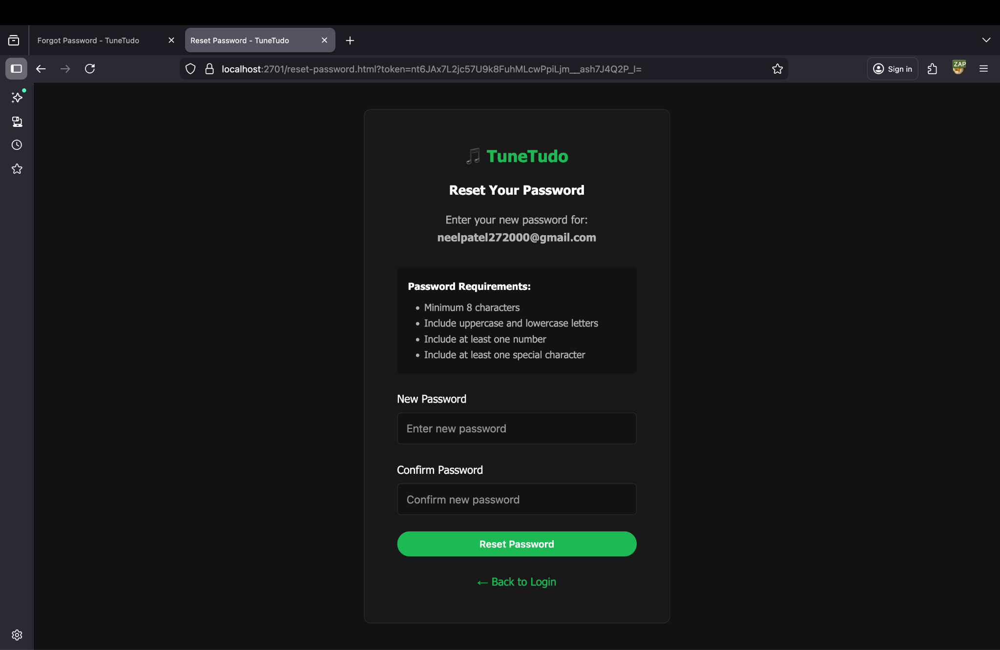 Forgot Password - TuneTudo
Reset Password - TuneTudo
localhost:2701/reset-password.html?token=nt6JAx7L2jc57U9k8FuhMLcwPpiLjm__ash7J4Q2P_I=
Sign in
ZAP
TuneTudo
Reset Your Password
Enter your new password for:
neelpatel272000@gmail.com
Password Requirements:
• Minimum 8 characters
• Include uppercase and lowercase letters
• Include at least one number
• Include at least one special character
New Password
Enter new password
Confirm Password
Confirm new password
Reset Password
← Back to Login